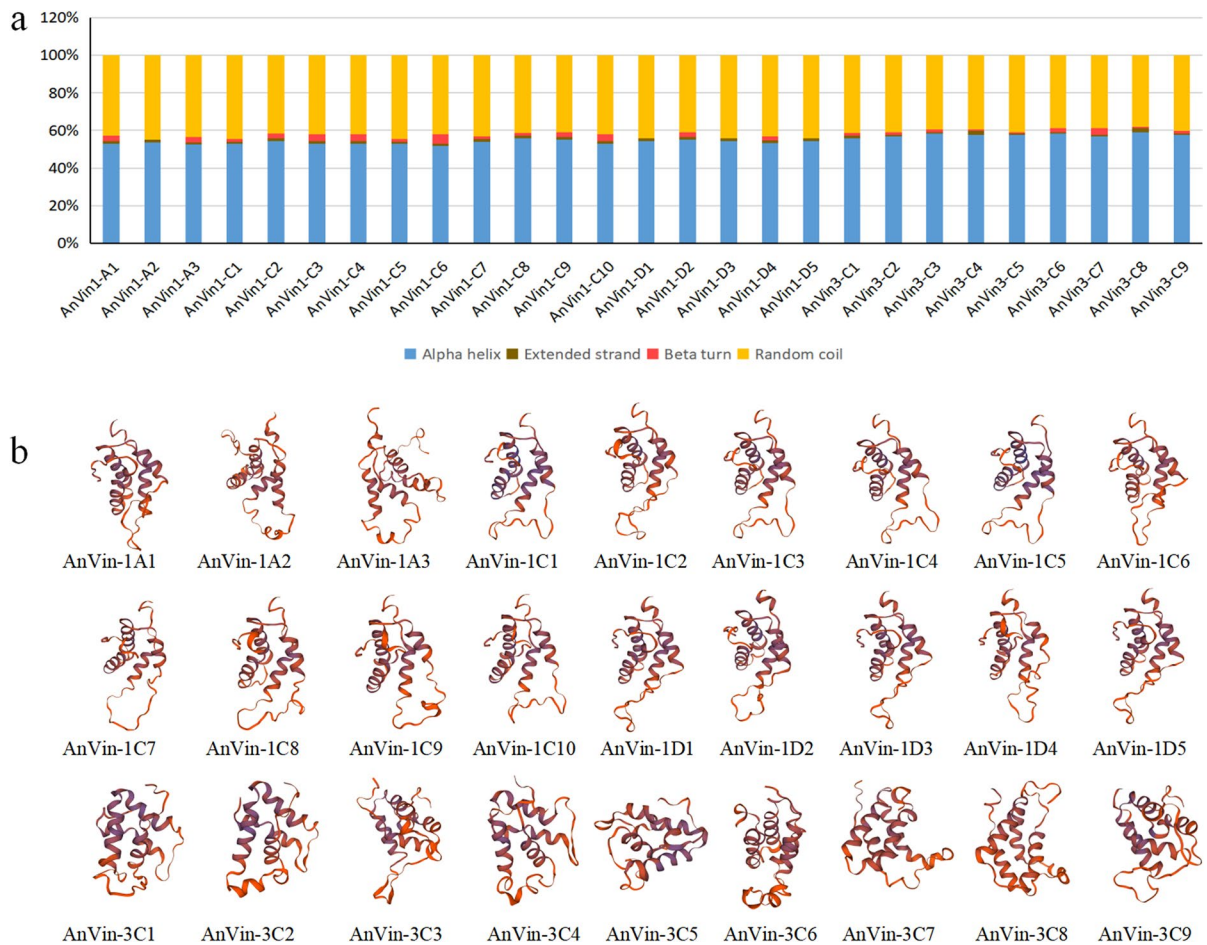 a
120%
100%
80%
60%
40%
20%
0%
AnVin1-A1 AnVin1-A2 AnVin1-A3 AnVin1-C1 AnVin1-C2 AnVin1-C3 AnVin1-C4 AnVin1-C5 AnVin1-C6 AnVin1-C7 AnVin1-C8 AnVin1-C9 AnVin1-C10 AnVin1-D1 AnVin1-D2 AnVin1-D3 AnVin1-D4 AnVin1-D5 AnVin3-C1 AnVin3-C2 AnVin3-C3 AnVin3-C4 AnVin3-C5 AnVin3-C6 AnVin3-C7 AnVin3-C8 AnVin3-C9
Alpha helix Extended strand Beta turn Random coil
b
AnVin-1A1 AnVin-1A2 AnVin-1A3 AnVin-1C1 AnVin-1C2 AnVin-1C3 AnVin-1C4 AnVin-1C5 AnVin-1C6
AnVin-1C7 AnVin-1C8 AnVin-1C9 AnVin-1C10 AnVin-1D1 AnVin-1D2 AnVin-1D3 AnVin-1D4 AnVin-1D5
AnVin-3C1 AnVin-3C2 AnVin-3C3 AnVin-3C4 AnVin-3C5 AnVin-3C6 AnVin-3C7 AnVin-3C8 AnVin-3C9